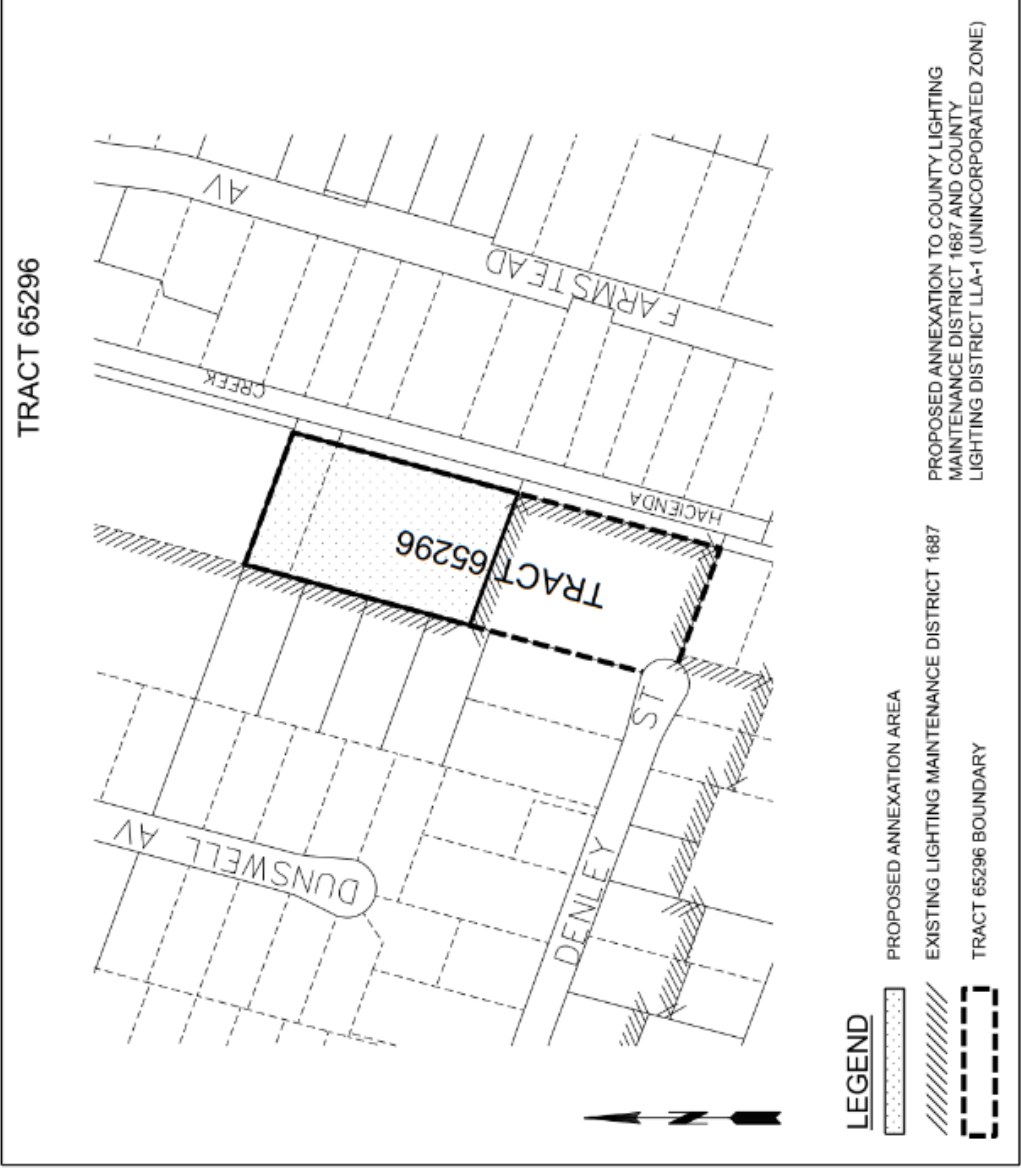 TRACT 65296
AV
FARMSTEAD
CREEK
HACIENDA
TRACT 65296
DUNSWELL AV
DENLEY ST
N
LEGEND
PROPOSED ANNEXATION AREA
EXISTING LIGHTING MAINTENANCE DISTRICT 1687
TRACT 65296 BOUNDARY
PROPOSED ANNEXATION TO COUNTY LIGHTING
MAINTENANCE DISTRICT 1687 AND COUNTY
LIGHTING DISTRICT LLA-1 (UNINCORPORATED ZONE)